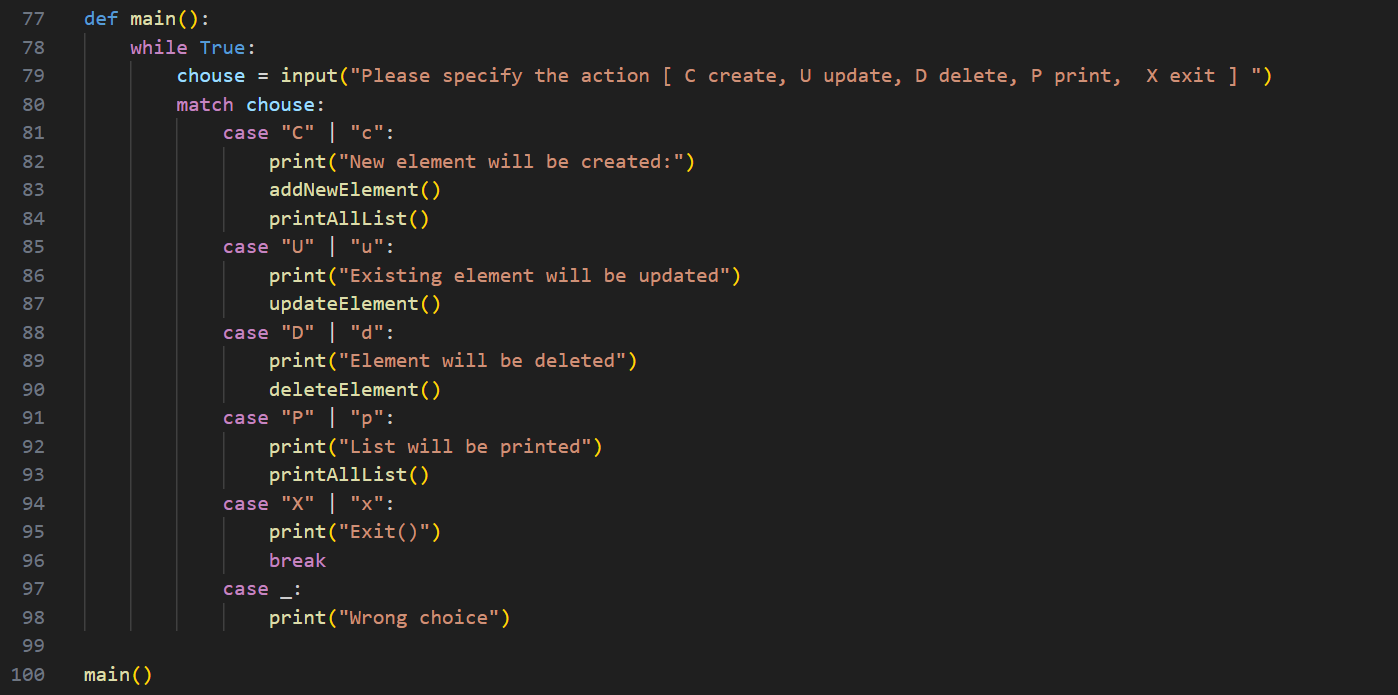 77 def main():
78 while True:
79 chouse = input("Please specify the action [ C create, U update, D delete, P print,  X exit ] ")
80 match chouse:
81 case "C" | "c":
82 print("New element will be created:")
83 addNewElement()
84 printAllList()
85 case "U" | "u":
86 print("Existing element will be updated")
87 updateElement()
88 case "D" | "d":
89 print("Element will be deleted")
90 deleteElement()
91 case "P" | "p":
92 print("List will be printed")
93 printAllList()
94 case "X" | "x":
95 print("Exit()")
96 break
97 case _:
98 print("Wrong choice")
99
100 main()